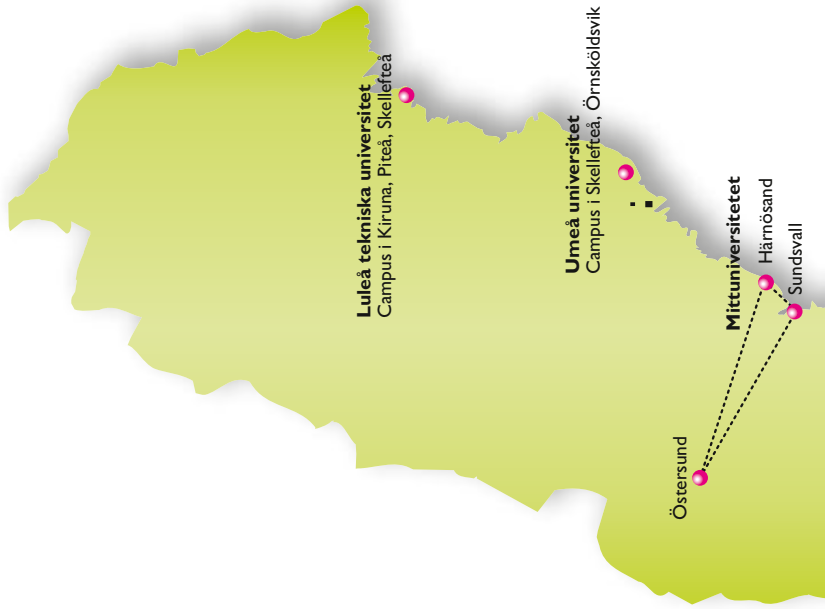 Luleå tekniska universitet
Campus i Kiruna, Piteå, Skellefteå
Umeå universitet
Campus i Skellefteå, Örnsköldsvik
Mittuniversitetet
Härnösand
Sundsvall
Östersund